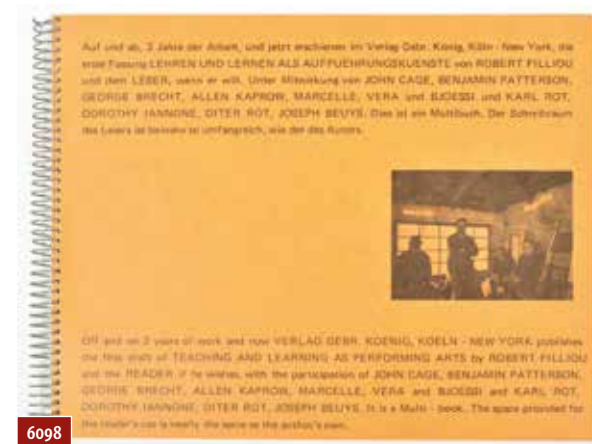 Auf und ab, 3 Jahre der Arbeit, und jetzt erschienen im Verlag Gebr. König, Köln - New York, die
erste Fassung LEHREN UND LERNEN ALS AUFFUEHRUNGSKUENSTE von ROBERT FILLIOU
und dem LESER, wenn er will. Unter Mitwirkung von JOHN CAGE, BENJAMIN PATTERSON,
GEORGE BRECHT, ALLEN KAPROW, MARCELLE, VERA und BJOESSI und KARL ROT,
DOROTHY IANNONE, DITER ROT, JOSEPH BEUYS. Dies ist ein Multibuch. Der Schreibraum
des Lesers ist beinahe so umfangreich, wie der des Autors.
Off and on 3 years of work and now VERLAG GEBR. KOENIG, KOELN - NEW YORK publishes
the first draft of TEACHING AND LEARNING AS PERFORMING ARTS by ROBERT FILLIOU
and the READER if he wishes, with the participation of JOHN CAGE, BENJAMIN PATTERSON,
GEORGE BRECHT, ALLEN KAPROW, MARCELLE, VERA and BJOESSI and KARL ROT,
DOROTHY IANNONE, DITER ROT, JOSEPH BEUYS. It is a Multi - book. The space provided for
the reader's use is nearly the same as the author's own.
6098